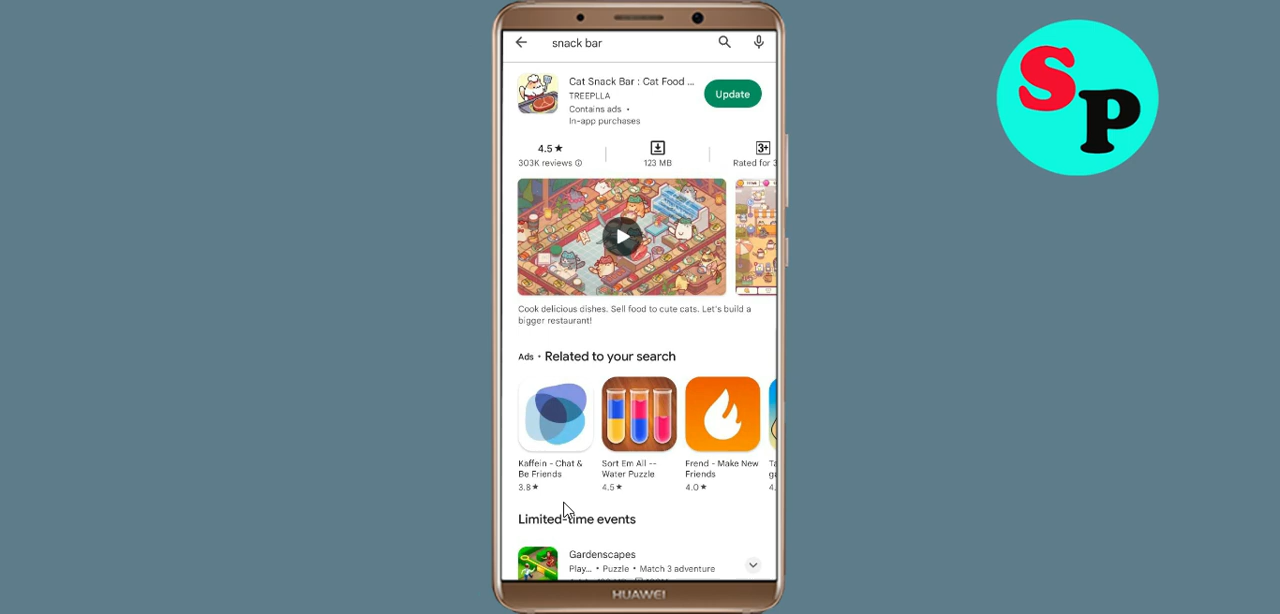 snack bar
Cat Snack Bar : Cat Food ...
TREEPLLA
Contains ads •
In-app purchases
Update
4.5 ★
303K reviews
123 MB
3+
Rated for 3
Cook delicious dishes. Sell food to cute cats. Let's build a
bigger restaurant!
Ads • Related to your search
Kaffein - Chat &
Be Friends
3.8 ★
Sort Em All --
Water Puzzle
4.5 ★
Frend - Make New
Friends
4.0 ★
4.
Limited-time events
Gardenscapes
Play... • Puzzle • Match 3 adventure
HUAWEI
SP